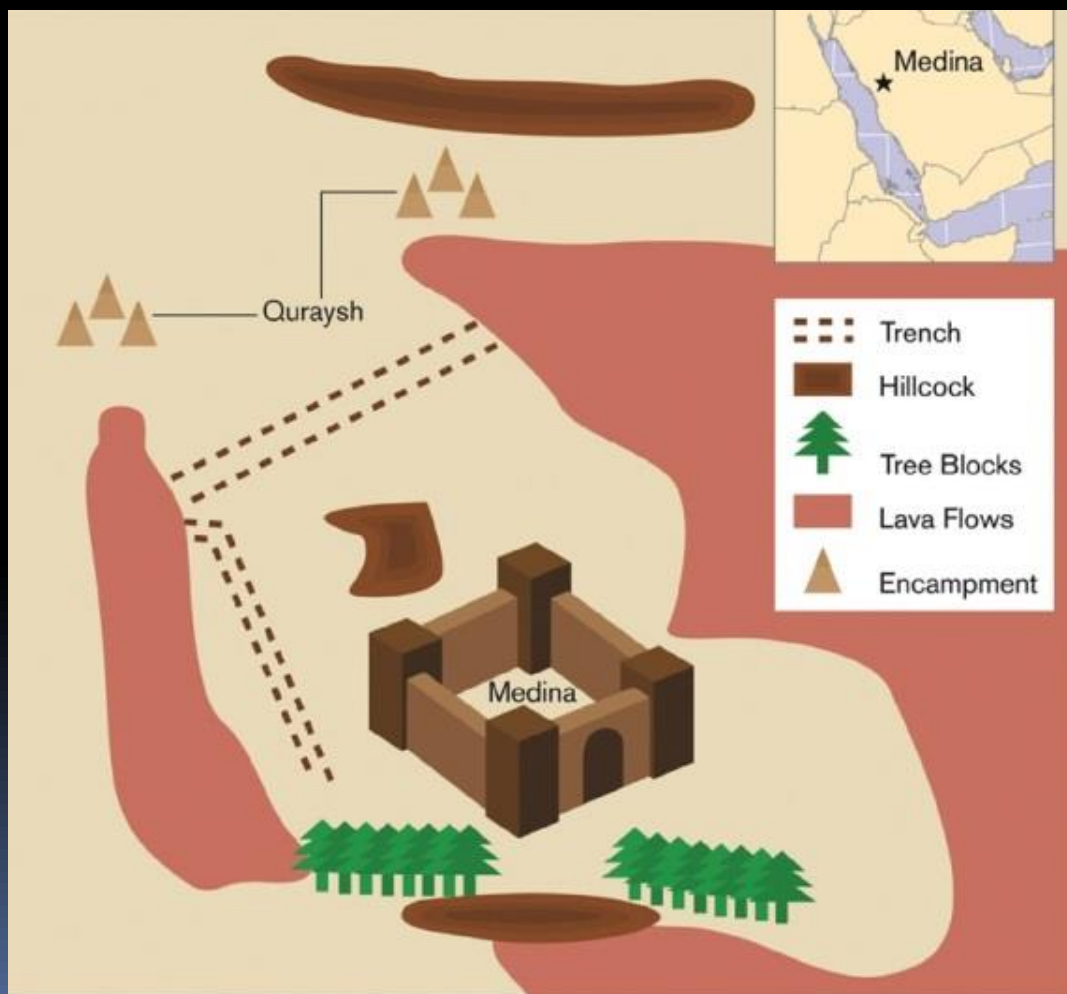 Medina
Quraysh
Trench
Hillcock
Tree Blocks
Lava Flows
Encampment
Medina